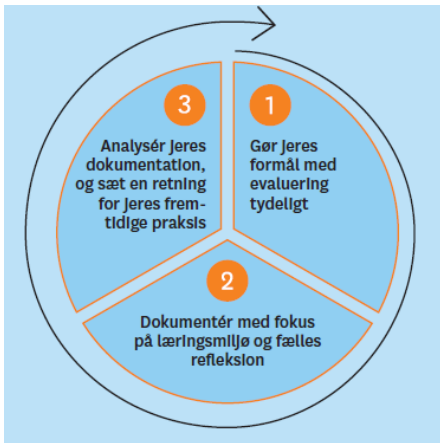 1
Gør jeres
formål med
evaluering
tydeligt
2
Dokumentér med fokus
på læringsmiljø og fælles
refleksion
3
Analysér jeres
dokumentation,
og sæt en retning
for jeres frem-
tidige praksis